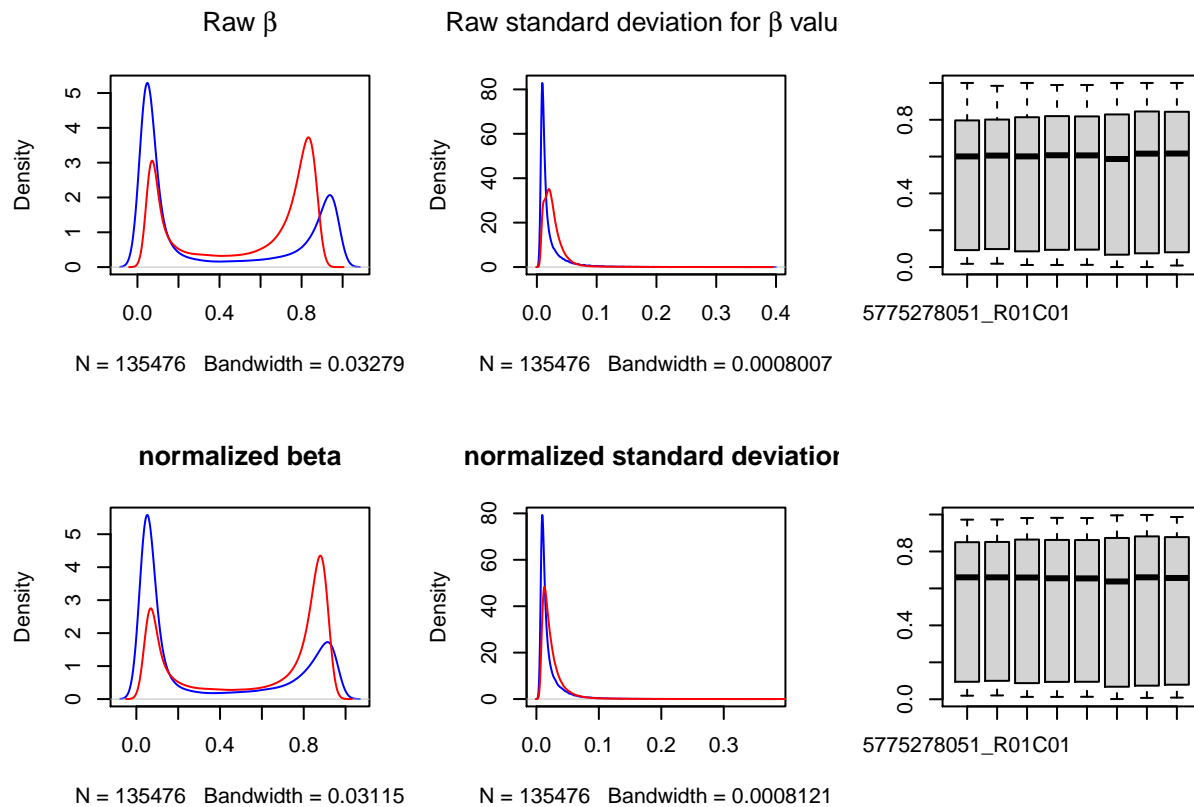 Raw β
Density
0 1 2 3 4 5
0.0 0.4 0.8
N = 135476 Bandwidth = 0.03279
Raw standard deviation for β valu
0 20 40 60 80
0.0 0.1 0.2 0.3 0.4
N = 135476 Bandwidth = 0.0008007
0.0 0.4 0.8
5775278051_R01C01
normalized beta
Density
0 1 2 3 4 5
0.0 0.4 0.8
N = 135476 Bandwidth = 0.03115
normalized standard deviation
Density
0 20 40 60 80
0.0 0.1 0.2 0.3
N = 135476 Bandwidth = 0.0008121
0.0 0.4 0.8
5775278051_R01C01